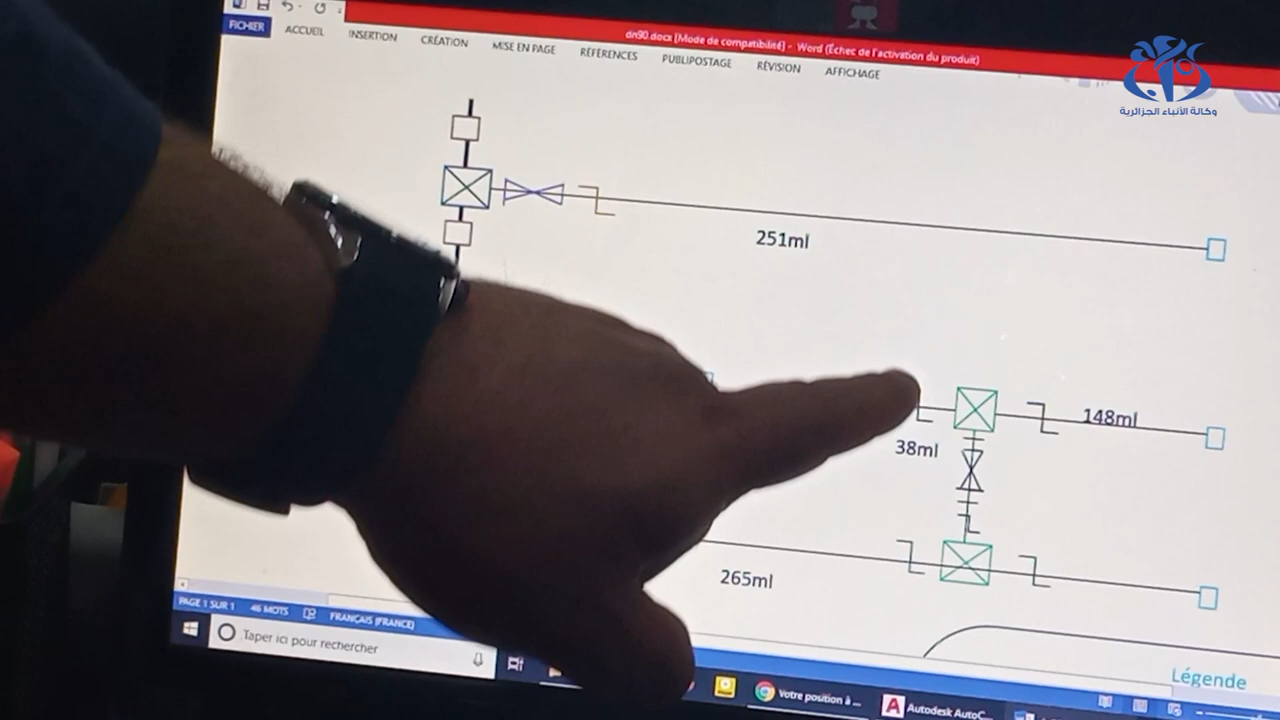 dn90.docx [Mode de compatibilité] - Word (Échec de l'activation du produit)
FICHIER ACCUEIL INSERTION CRÉATION MISE EN PAGE RÉFÉRENCES PUBLIPOSTAGE RÉVISION AFFICHAGE
وكالة الأنباء الجزائرية
251ml
148ml
38ml
265ml
Légende
PAGE 1 SUR 1 46 MOTS FRANÇAIS (FRANCE)
Taper ici pour rechercher
Votre position à ...
Autodesk AutoC...